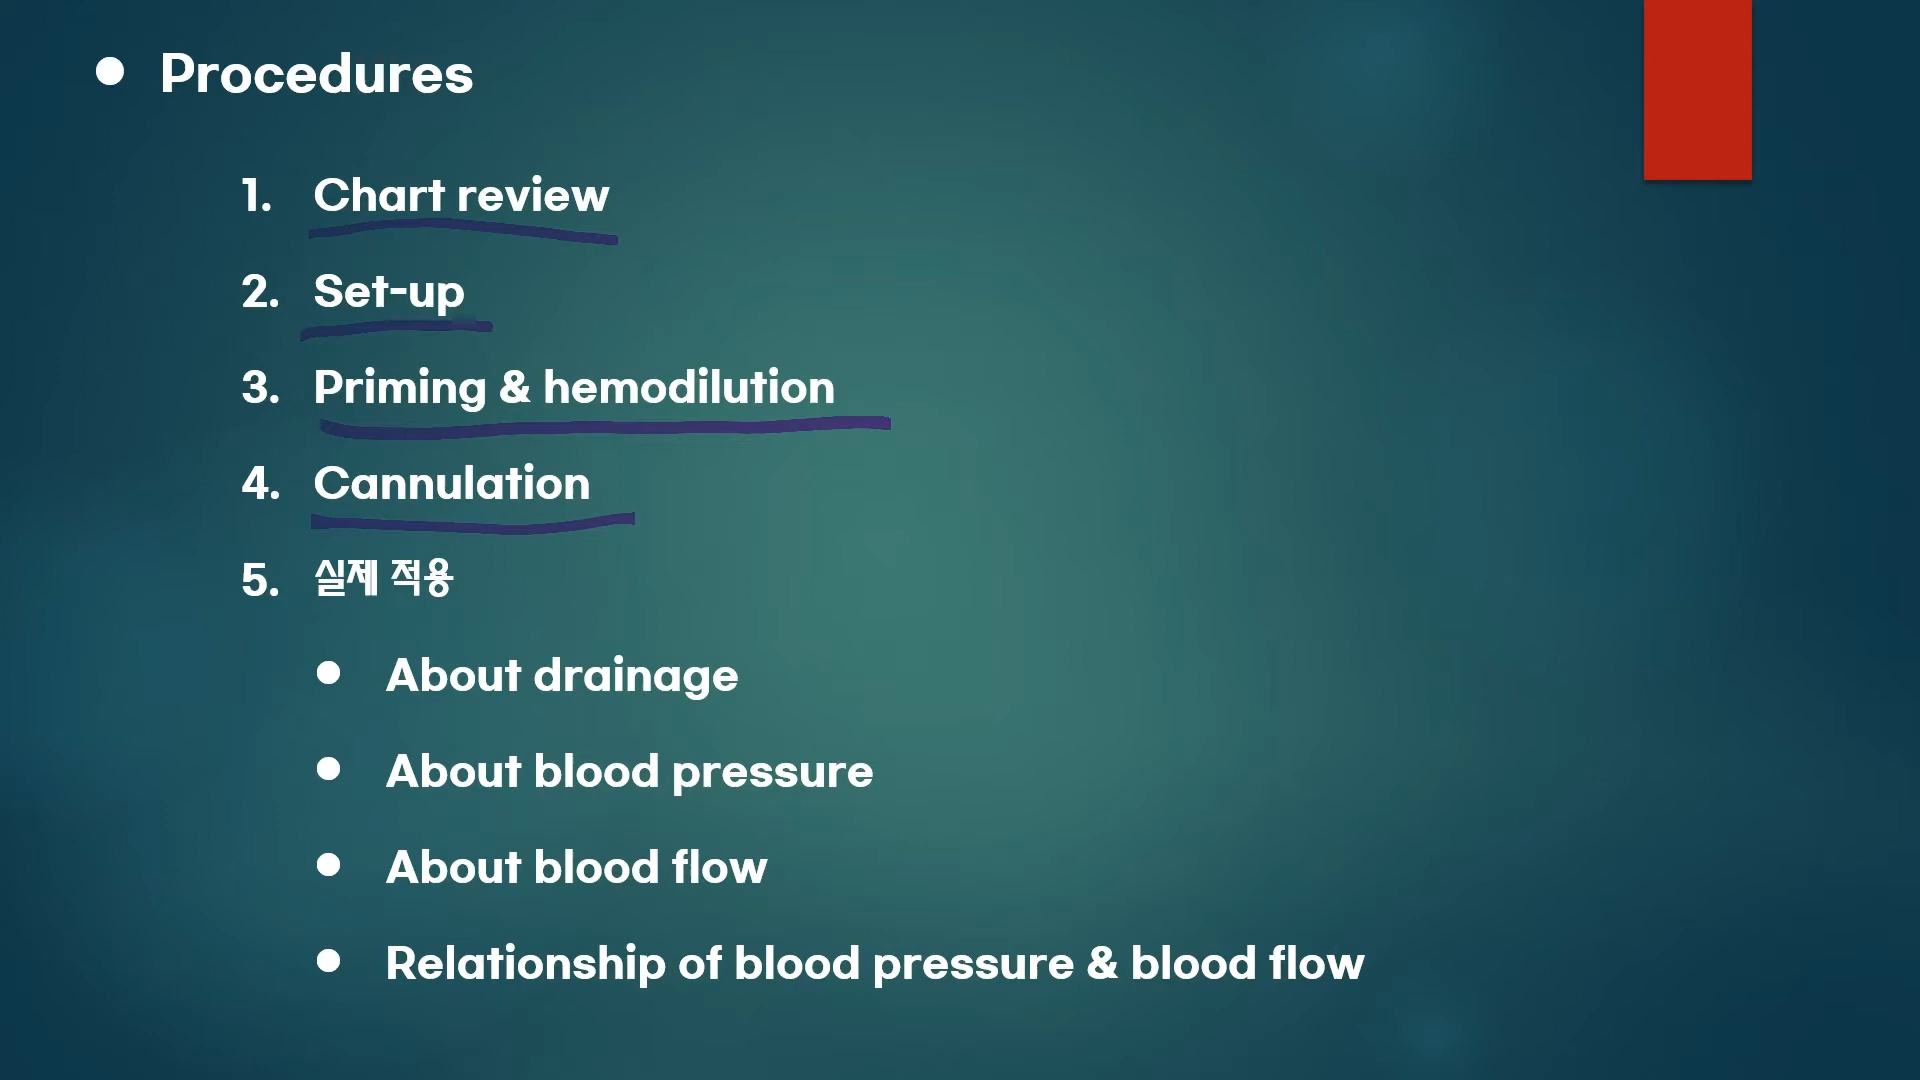 ● Procedures
1. Chart review
2. Set-up
3. Priming & hemodilution
4. Cannulation
5. 실제 적용
● About drainage
● About blood pressure
● About blood flow
● Relationship of blood pressure & blood flow